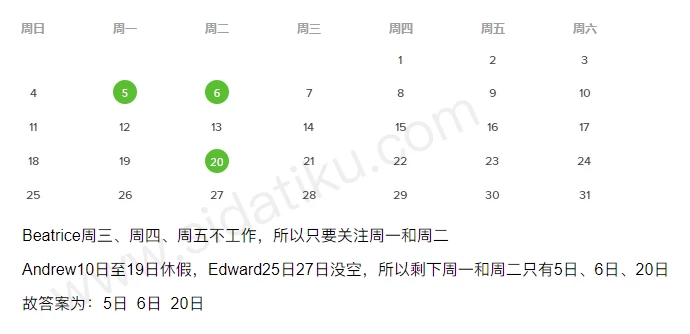 周日 周一 周二 周三 周四 周五 周六
1 2 3
4 5 6 7 8 9 10
11 12 13 14 15 16 17
18 19 20 21 22 23 24
25 26 27 28 29 30 31
Beatrice周三、周四、周五不工作，所以只要关注周一和周二
Andrew10日至19日休假，Edward25日27日没空，所以剩下周一和周二只有5日、6日、20日
故答案为：5日 6日 20日
www.sidatiku.com